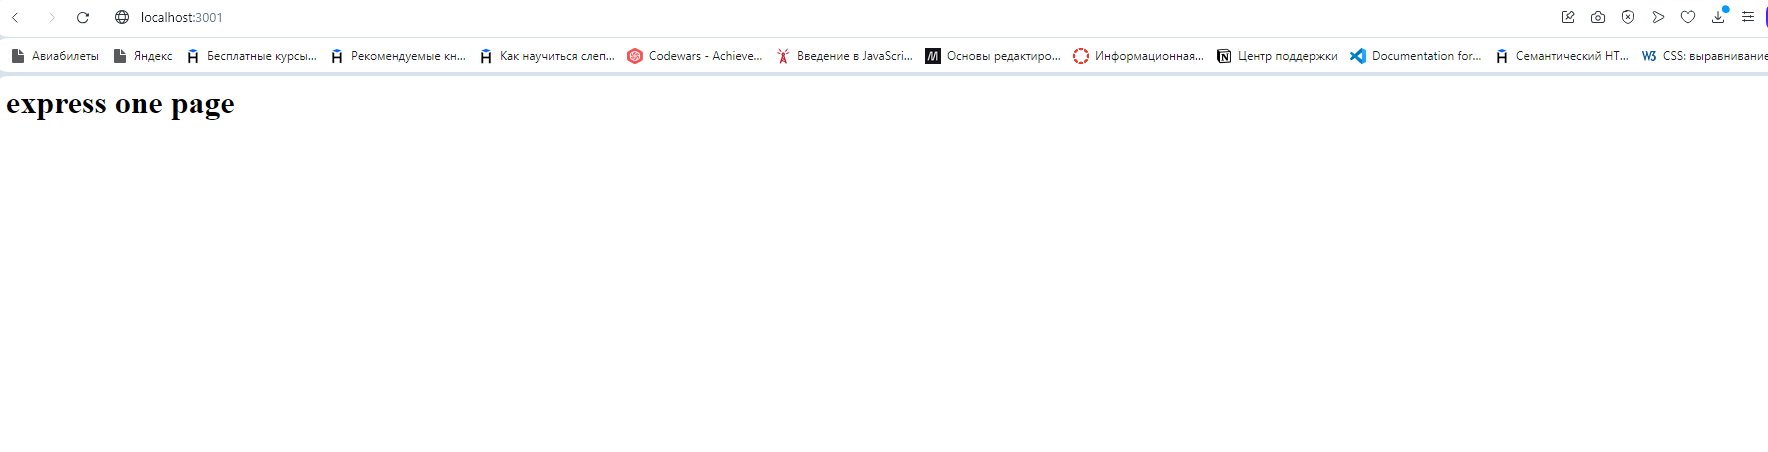 localhost:3001
Авиабилеты Яндекс Бесплатные курсы... Рекомендуемые кн... Как научиться слеп... Codewars - Achieve... Введение в JavaScri... Основы редактиро... Информационная... Центр поддержки Documentation for... Семантический HT... W3 CSS: выравнивание
express one page